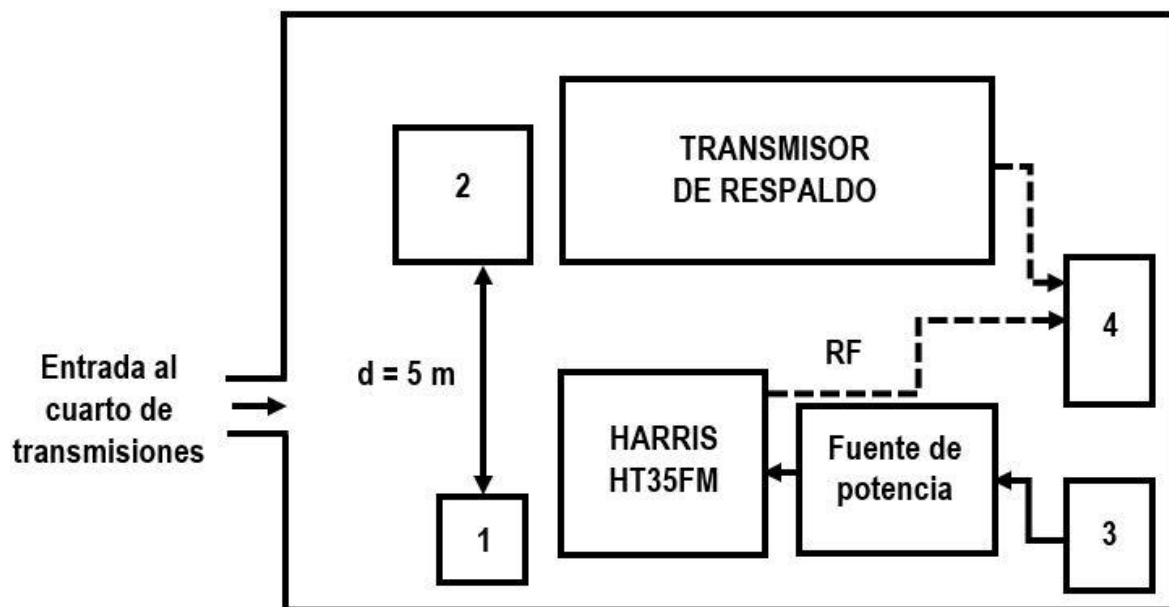 TRANSMISOR
DE RESPALDO
2
4
RF
d = 5 m
Entrada al
cuarto de
transmisiones
HARRIS
HT35FM
Fuente de
potencia
1
3